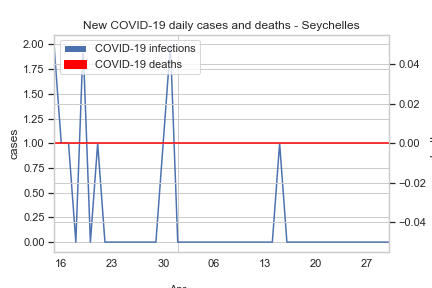 New COVID-19 daily cases and deaths - Seychelles
COVID-19 infections
COVID-19 deaths
2.00
1.75
1.50
1.25
1.00
0.75
0.50
0.25
0.00
cases
0.04
0.02
0.00
−0.02
−0.04
16 23 30 06 13 20 27